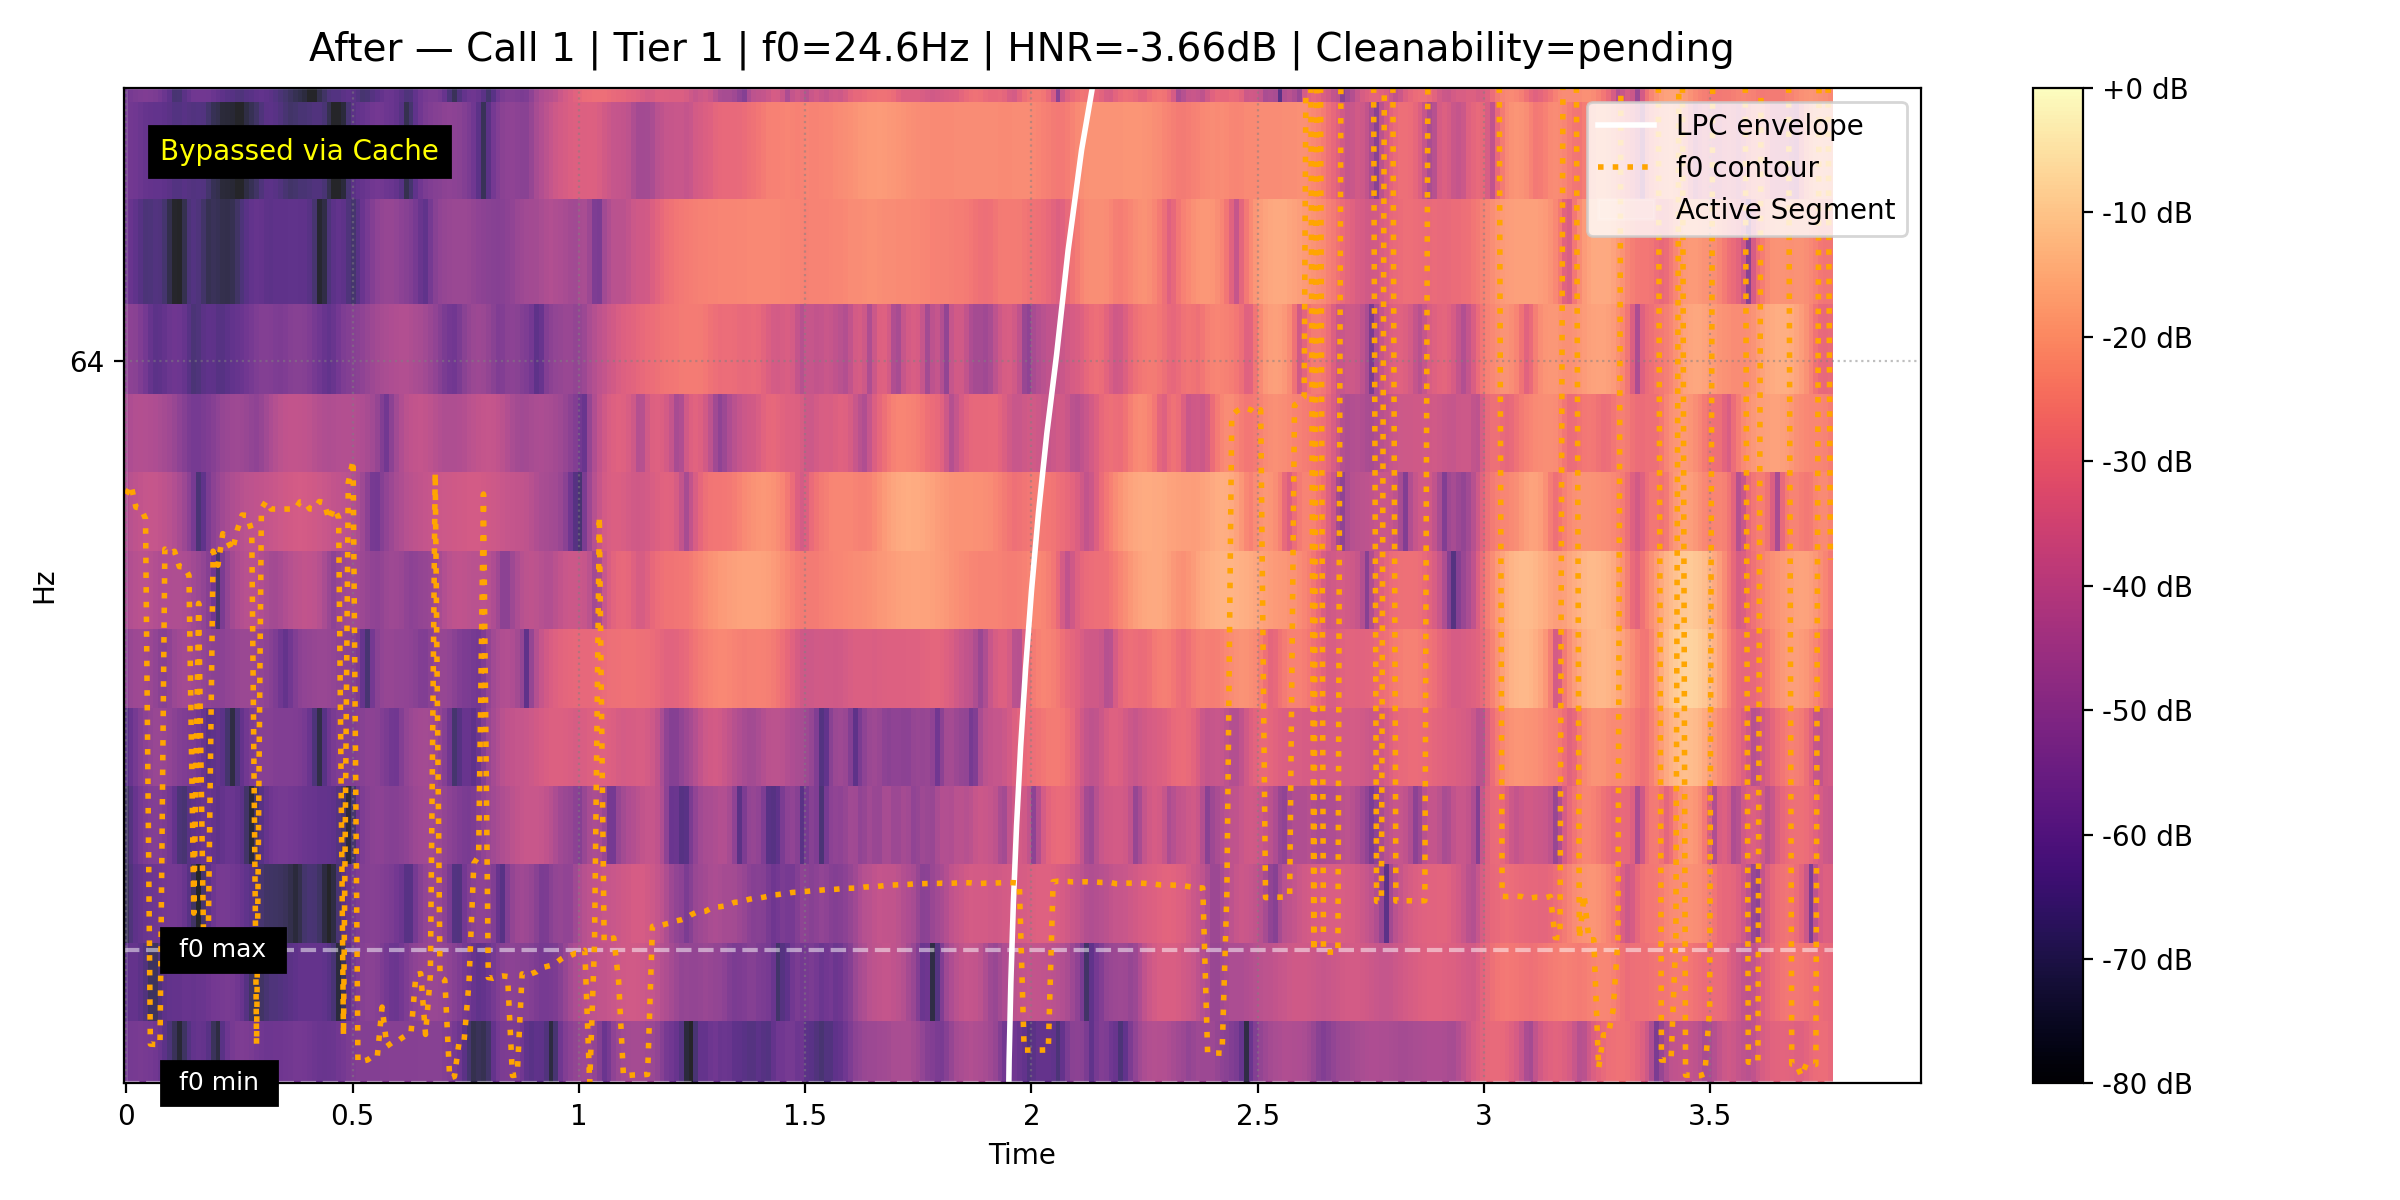 After — Call 1 | Tier 1 | f0=24.6Hz | HNR=-3.66dB | Cleanability=pending
Bypassed via Cache
LPC envelope
f0 contour
Active Segment
64
Hz
f0 max
f0 min
0 0.5 1 1.5 2 2.5 3 3.5
Time
+0 dB
-10 dB
-20 dB
-30 dB
-40 dB
-50 dB
-60 dB
-70 dB
-80 dB